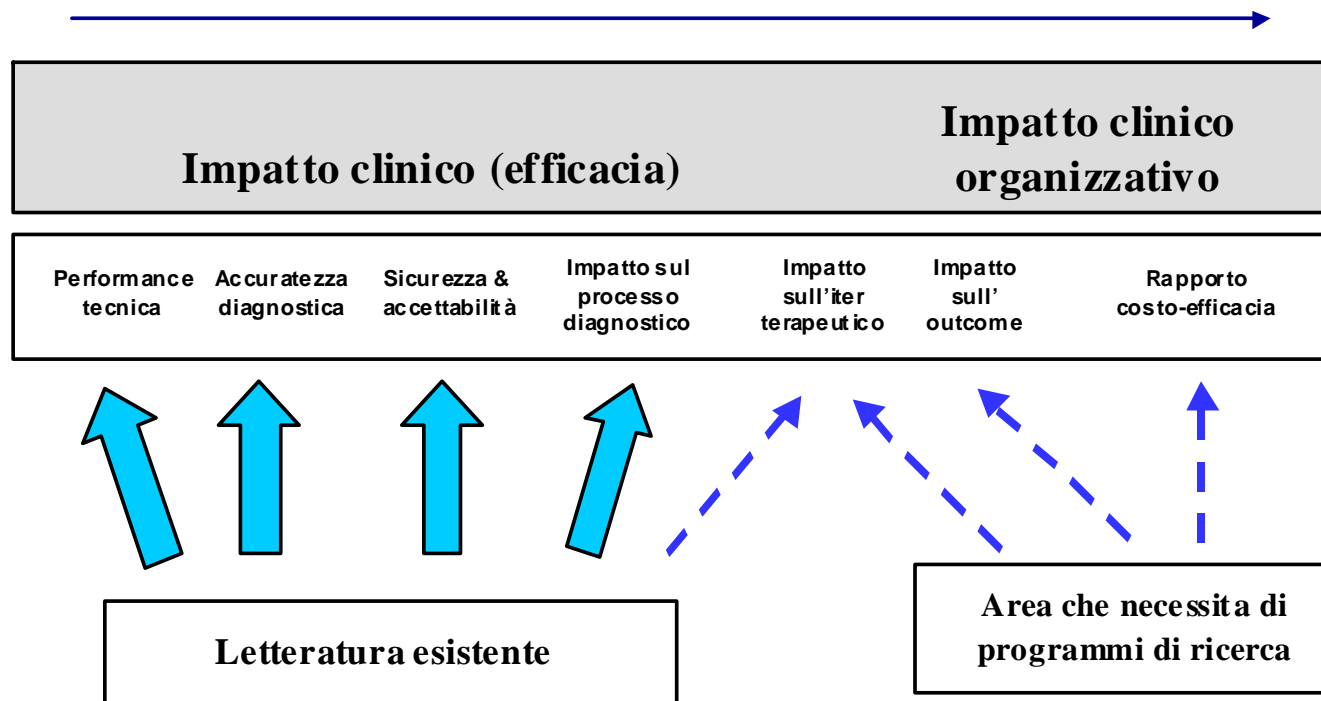 Impatto clinico (efficacia)
Impatto clinico
organizzativo
Performance
tecnica
Accuratezza
diagnostica
Sicurezza &
accettabilità
Impatto sul
processo
diagnostico
Impatto
sull'iter
terapeutico
Impatto
sull'
outcome
Rapporto
costo-efficacia
Letteratura esistente
Area che necessita di
programmi di ricerca